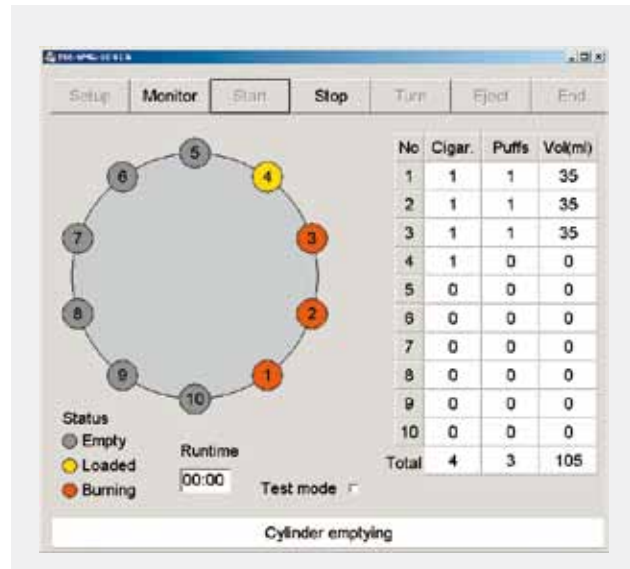 Setup Monitor Start Stop Turn Eject End
No Cigar. Puffs Vol(ml)
1 1 1 35
2 1 1 35
3 1 1 35
4 1 0 0
5 0 0 0
6 0 0 0
7 0 0 0
8 0 0 0
9 0 0 0
10 0 0 0
Total 4 3 105
5
6
4
7
3
8
2
9
1
10
Status
Empty
Loaded
Burning
Runtime
00:00
Test mode
Cylinder emptying